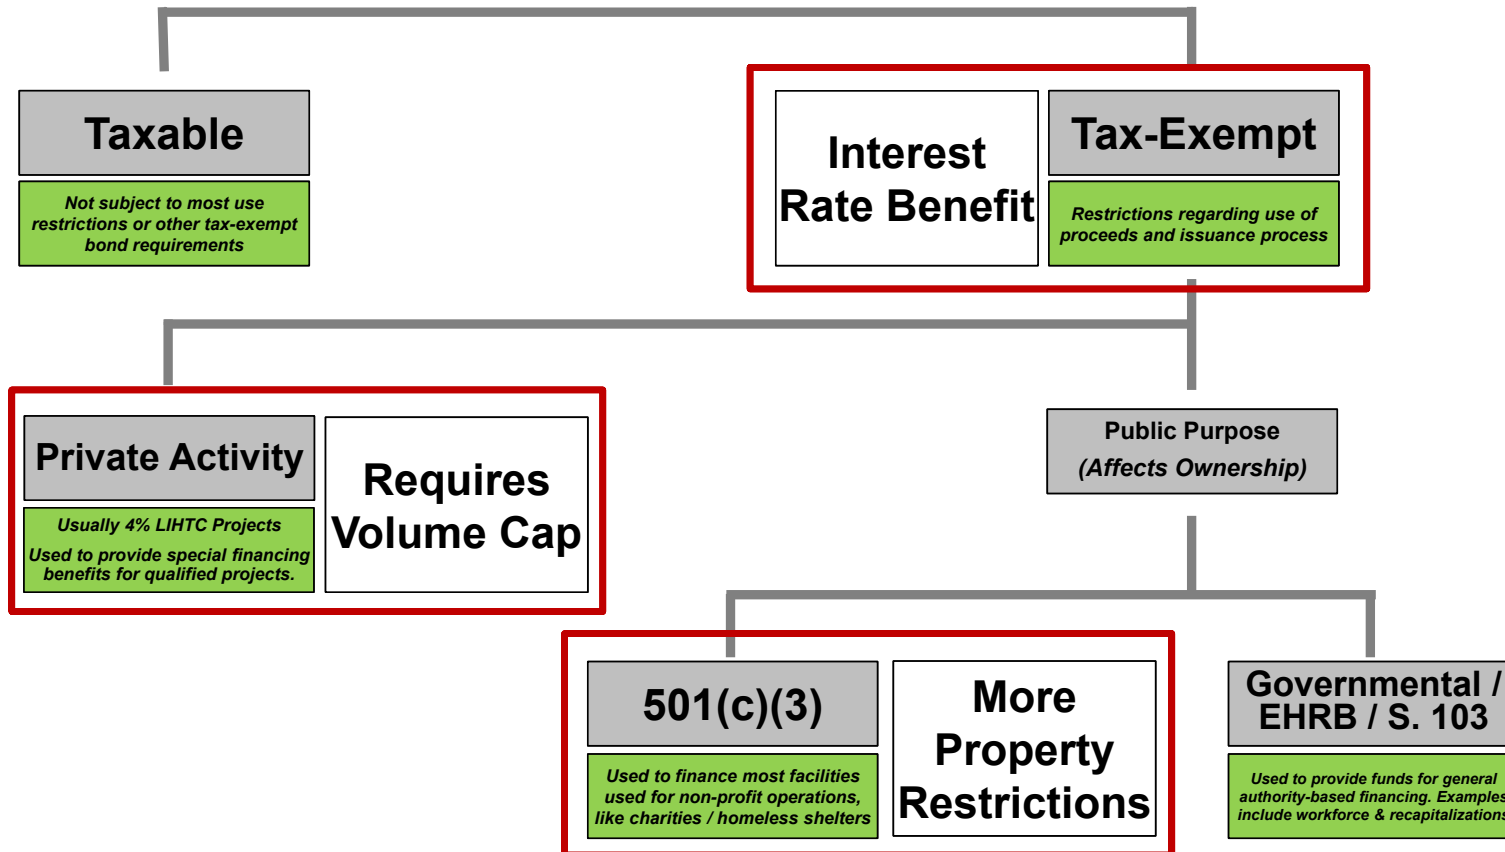 Taxable
Not subject to most use
restrictions or other tax-exempt
bond requirements
Interest
Rate Benefit
Tax-Exempt
Restrictions regarding use of
proceeds and issuance process
Private Activity
Usually 4% LIHTC Projects
Used to provide special financing
benefits for qualified projects.
Requires
Volume Cap
Public Purpose
(Affects Ownership)
501(c)(3)
Used to finance most facilities
used for non-profit operations,
like charities / homeless shelters
More
Property
Restrictions
Governmental /
EHRB / S. 103
Used to provide funds for general
authority-based financing. Examples
include workforce & recapitalizations